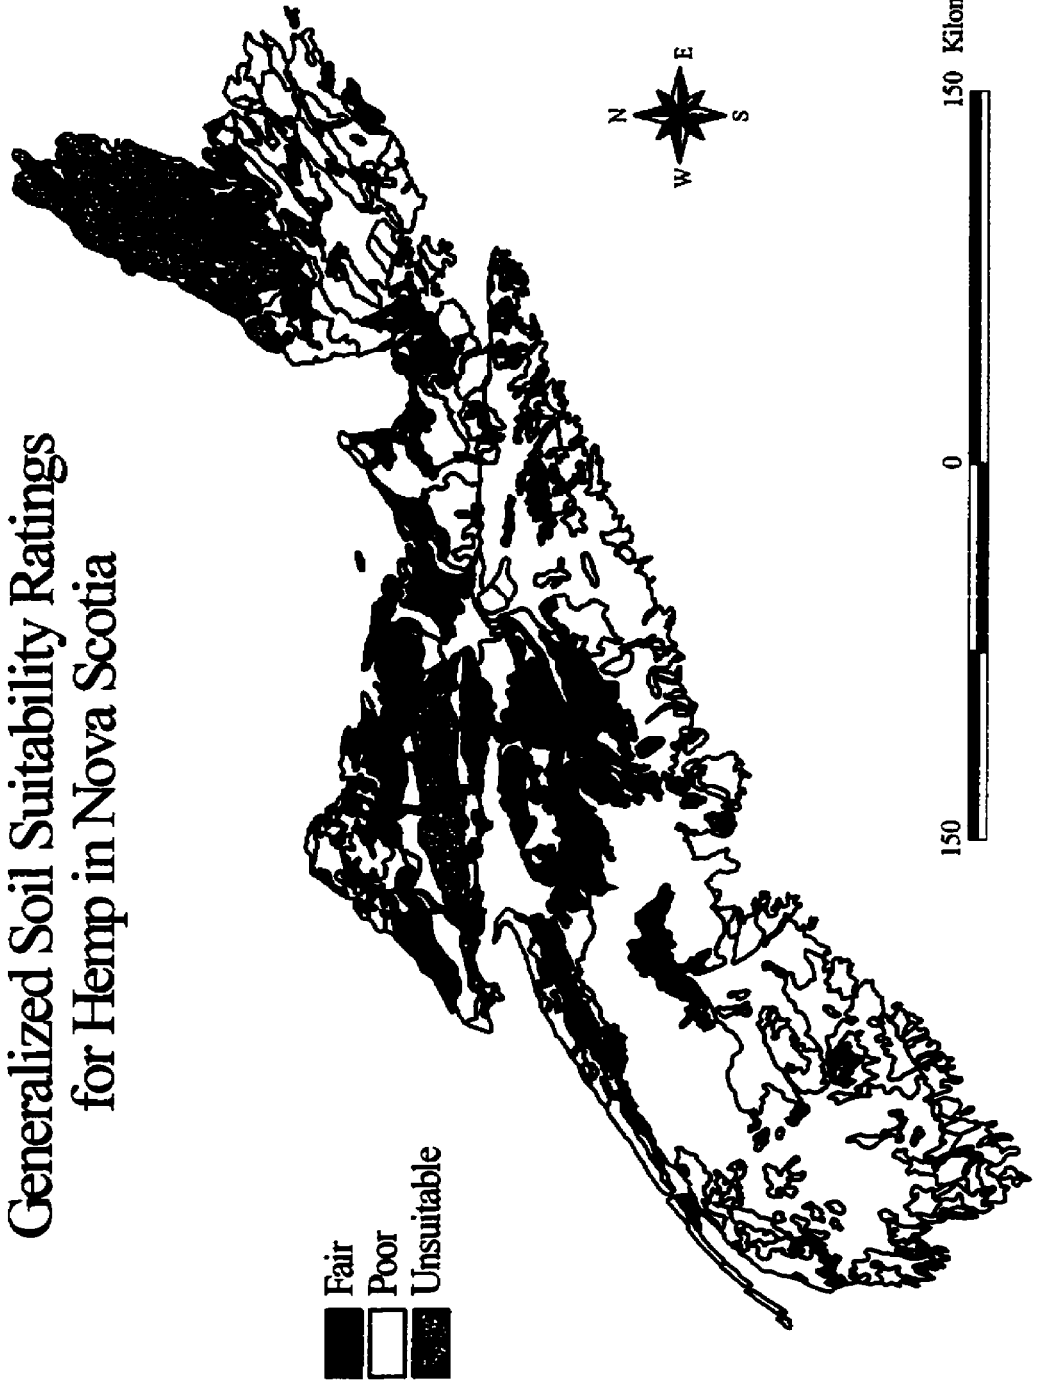 Generalized Soil Suitability Ratings
for Hemp in Nova Scotia
Fair
Poor
Unsuitable
N
W E
S
150 0 150 Kilom